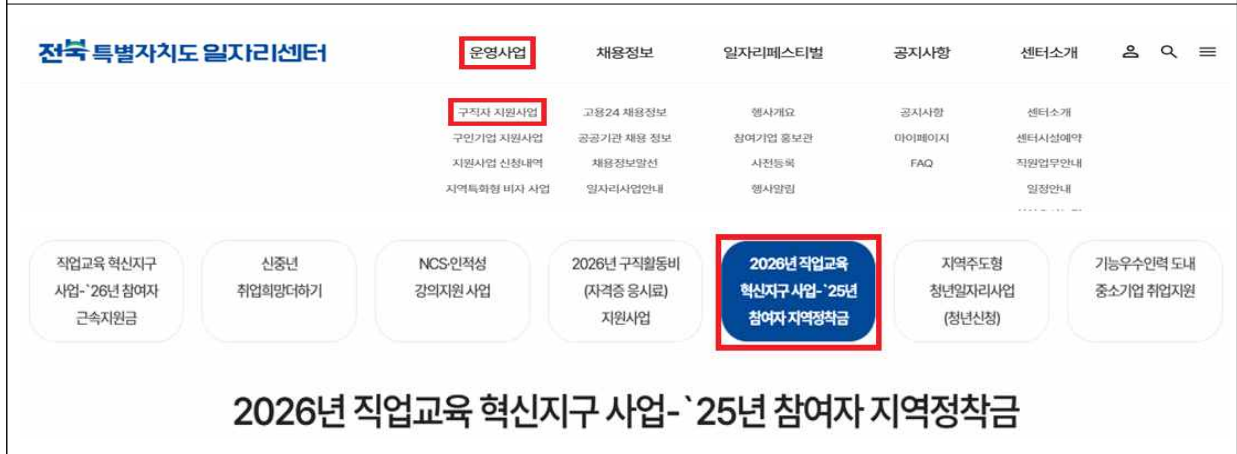 전북특별자치도 일자리센터
운영사업 채용정보 일자리페스티벌 공지사항 센터소개
구직자 지원사업 고용24 채용정보 행사개요 공지사항 센터소개
구인기업 지원사업 공공기관 채용 정보 참여기업 홍보관 마이페이지 센터시설예약
지원사업 신청내역 채용정보알선 사전등록 FAQ 직원업무안내
지역특화형 비자 사업 일자리사업안내 행사알림 일정안내
직업교육 혁신지구
사업-`26년 참여자
근속지원금
신중년
취업희망더하기
NCS·인적성
강의지원 사업
2026년 구직활동비
(자격증 응시료)
지원사업
2026년 직업교육
혁신지구 사업-`25년
참여자 지역정착금
지역주도형
청년일자리사업
(청년신청)
기능우수인력 도내
중소기업 취업지원
2026년 직업교육 혁신지구 사업-`25년 참여자 지역정착금